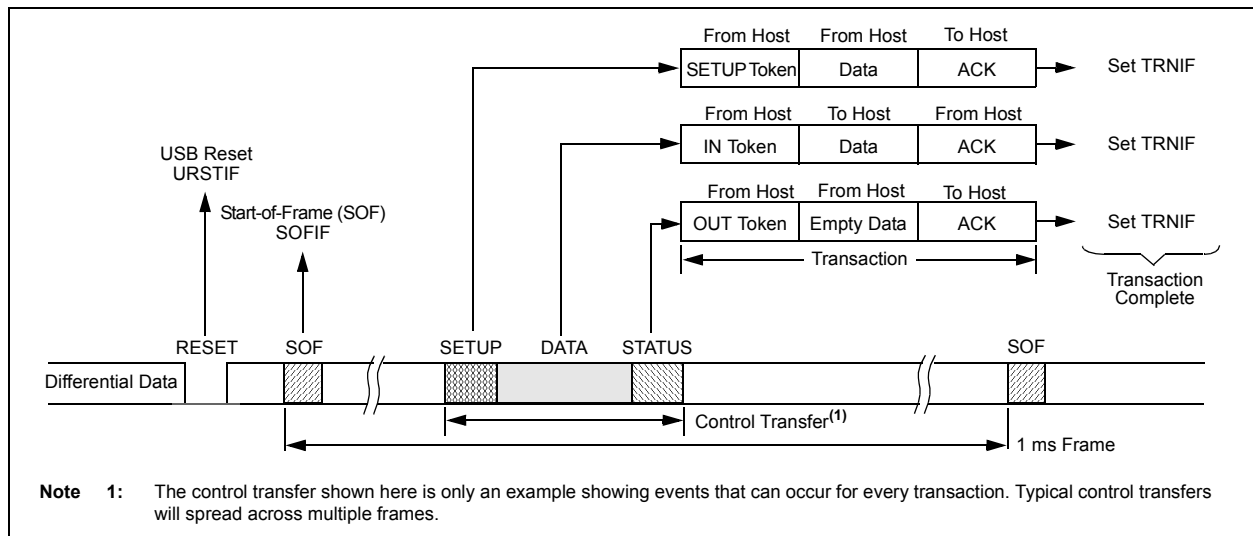 From Host From Host To Host
SETUP Token Data ACK Set TRNIF
From Host To Host From Host
IN Token Data ACK Set TRNIF
USB Reset
URSTIF
From Host From Host To Host
Start-of-Frame (SOF)
SOFIF
OUT Token Empty Data ACK Set TRNIF
Transaction
Transaction
Complete
RESET SOF SETUP DATA STATUS SOF
Differential Data
Control Transfer(1)
1 ms Frame
Note 1: The control transfer shown here is only an example showing events that can occur for every transaction. Typical control transfers
will spread across multiple frames.